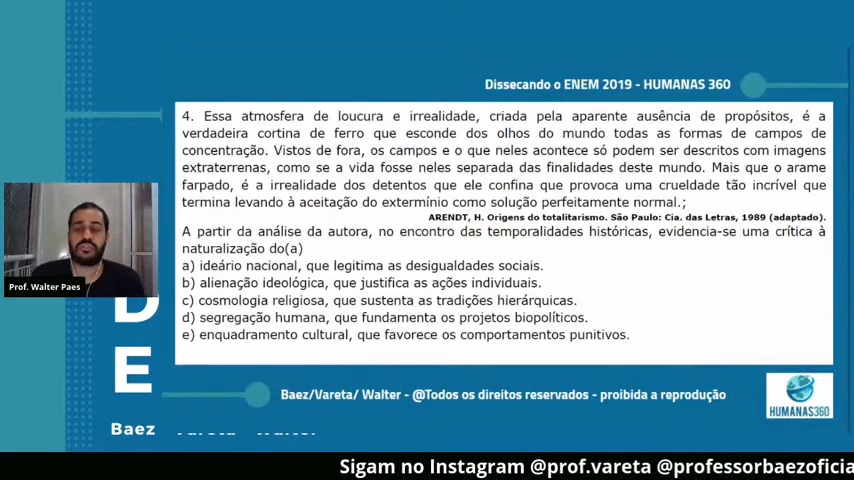 Dissecando o ENEM 2019 - HUMANAS 360
4. Essa atmosfera de loucura e irrealidade, criada pela aparente ausência de propósitos, é a
verdadeira cortina de ferro que esconde dos olhos do mundo todas as formas de campos de
concentração. Vistos de fora, os campos e o que neles acontece só podem ser descritos com imagens
extraterrenas, como se a vida fosse neles separada das finalidades deste mundo. Mais que o arame
farpado, é a irrealidade dos detentos que ele confina que provoca uma crueldade tão incrível que
termina levando à aceitação do extermínio como solução perfeitamente normal.;
ARENDT, H. Origens do totalitarismo. São Paulo: Cia. das Letras, 1989 (adaptado).
A partir da análise da autora, no encontro das temporalidades históricas, evidencia-se uma crítica à
naturalização do(a)
a) ideário nacional, que legitima as desigualdades sociais.
b) alienação ideológica, que justifica as ações individuais.
c) cosmologia religiosa, que sustenta as tradições hierárquicas.
d) segregação humana, que fundamenta os projetos biopolíticos.
e) enquadramento cultural, que favorece os comportamentos punitivos.
Prof. Walter Paes
D
E
Baez/Vareta/ Walter - @Todos os direitos reservados - proibida a reprodução
HUMANAS360
Baez
Sigam no Instagram @prof.vareta @professorbaezoficia